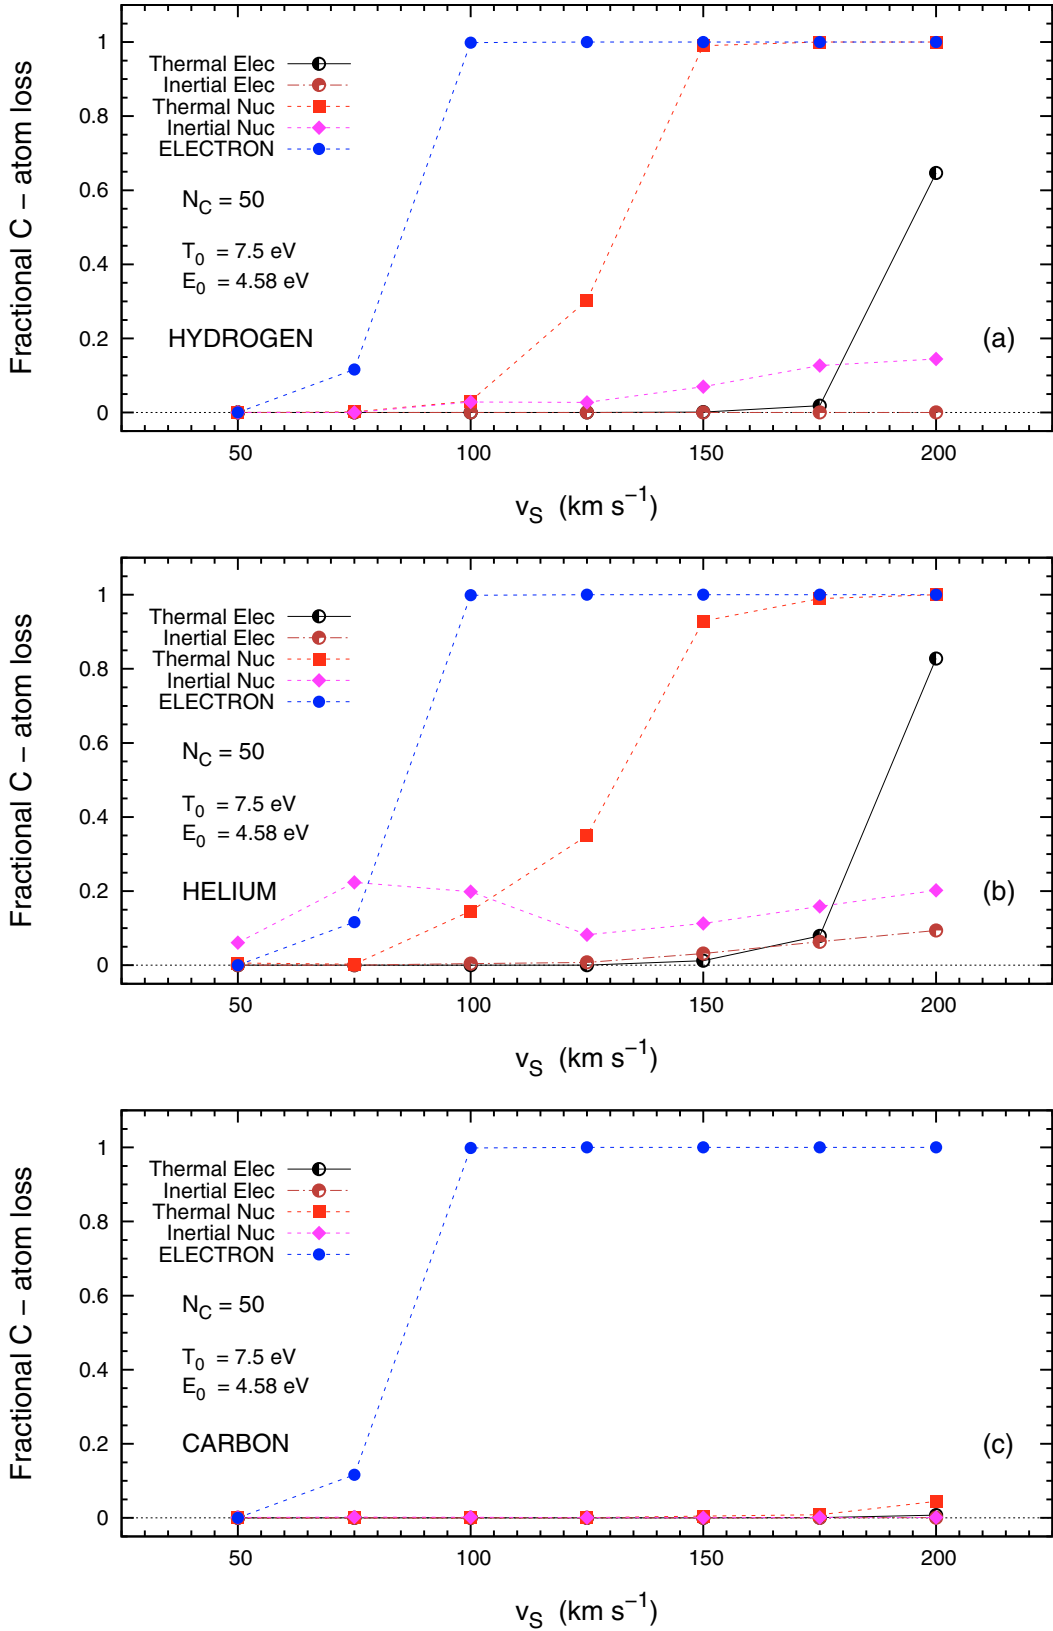 Fractional C – atom loss
1
0.8
0.6
0.4
0.2
0
Thermal Elec
Inertial Elec
Thermal Nuc
Inertial Nuc
ELECTRON
N_C = 50
T_0 = 7.5 eV
E_0 = 4.58 eV
HYDROGEN
(a)
50 100 150 200
v_S (km s⁻¹)
Fractional C – atom loss
1
0.8
0.6
0.4
0.2
0
Thermal Elec
Inertial Elec
Thermal Nuc
Inertial Nuc
ELECTRON
N_C = 50
T_0 = 7.5 eV
E_0 = 4.58 eV
HELIUM
(b)
50 100 150 200
v_S (km s⁻¹)
Fractional C – atom loss
1
0.8
0.6
0.4
0.2
0
Thermal Elec
Inertial Elec
Thermal Nuc
Inertial Nuc
ELECTRON
N_C = 50
T_0 = 7.5 eV
E_0 = 4.58 eV
CARBON
(c)
50 100 150 200
v_S (km s⁻¹)